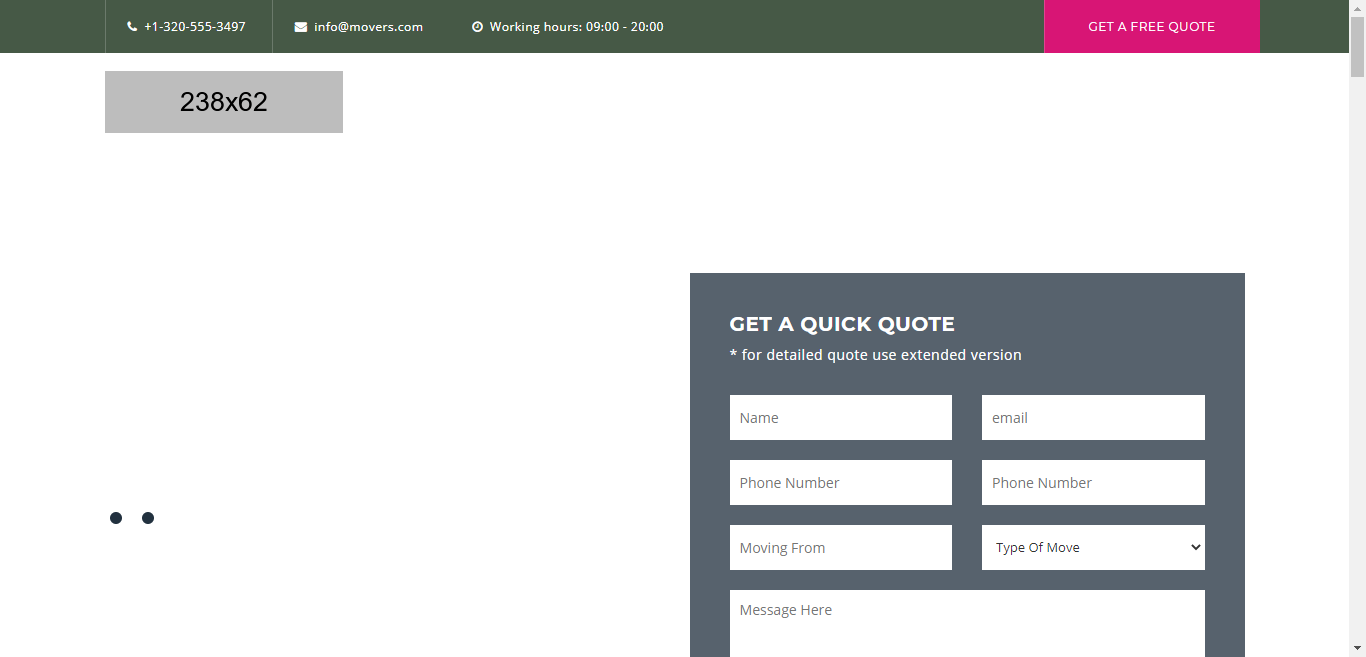 +1-320-555-3497 info@movers.com Working hours: 09:00 - 20:00 GET A FREE QUOTE
238x62
GET A QUICK QUOTE
* for detailed quote use extended version
Name email
Phone Number Phone Number
Moving From Type Of Move
Message Here